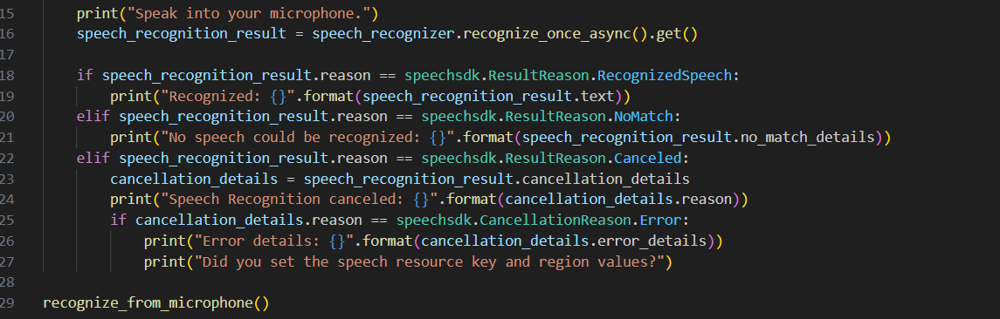 15 print("Speak into your microphone.")
16 speech_recognition_result = speech_recognizer.recognize_once_async().get()
17
18 if speech_recognition_result.reason == speechsdk.ResultReason.RecognizedSpeech:
19 print("Recognized: {}".format(speech_recognition_result.text))
20 elif speech_recognition_result.reason == speechsdk.ResultReason.NoMatch:
21 print("No speech could be recognized: {}".format(speech_recognition_result.no_match_details))
22 elif speech_recognition_result.reason == speechsdk.ResultReason.Canceled:
23 cancellation_details = speech_recognition_result.cancellation_details
24 print("Speech Recognition canceled: {}".format(cancellation_details.reason))
25 if cancellation_details.reason == speechsdk.CancellationReason.Error:
26 print("Error details: {}".format(cancellation_details.error_details))
27 print("Did you set the speech resource key and region values?")
28
29 recognize_from_microphone()